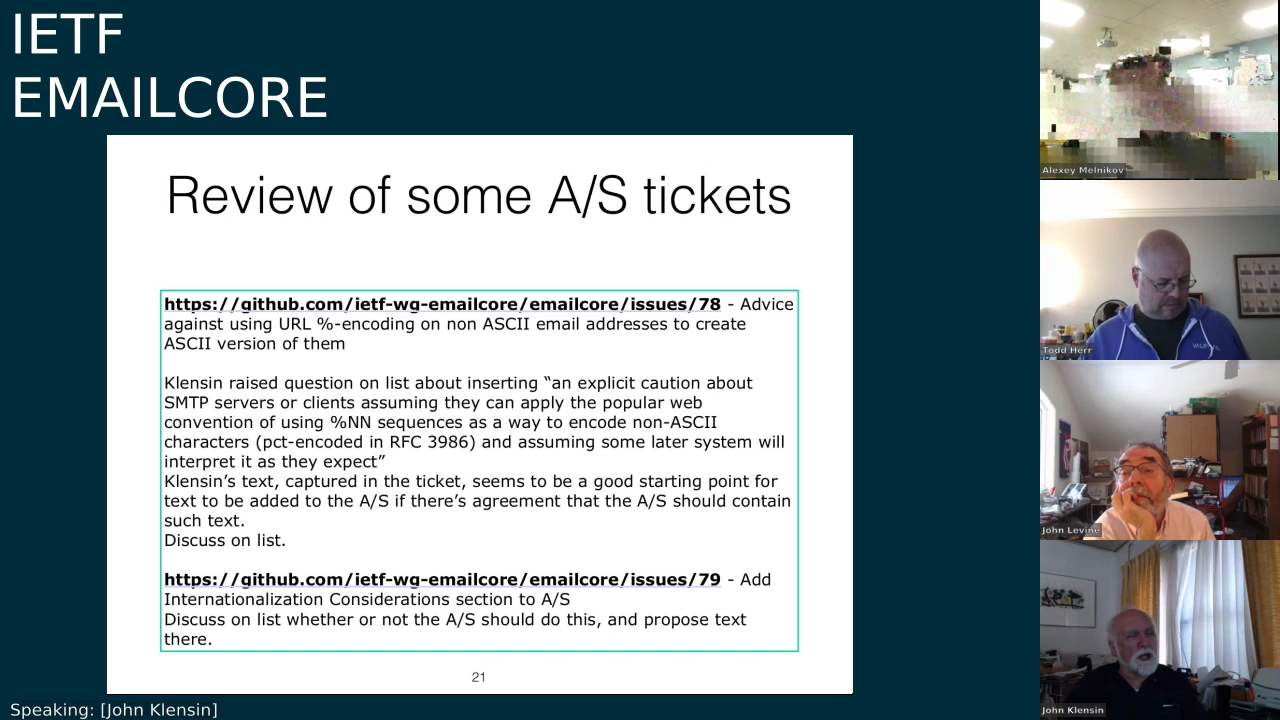 IETF
EMAILCORE
Review of some A/S tickets
https://github.com/ietf-wg-emailcore/emailcore/issues/78 - Advice
against using URL %-encoding on non ASCII email addresses to create
ASCII version of them
Klensin raised question on list about inserting “an explicit caution about
SMTP servers or clients assuming they can apply the popular web
convention of using %NN sequences as a way to encode non-ASCII
characters (pct-encoded in RFC 3986) and assuming some later system will
interpret it as they expect”
Klensin’s text, captured in the ticket, seems to be a good starting point for
text to be added to the A/S if there’s agreement that the A/S should contain
such text.
Discuss on list.
https://github.com/ietf-wg-emailcore/emailcore/issues/79 - Add
Internationalization Considerations section to A/S
Discuss on list whether or not the A/S should do this, and propose text
there.
21
Speaking: [John Klensin]
Alexey Melnikov
Todd Herr
John Levine
John Klensin